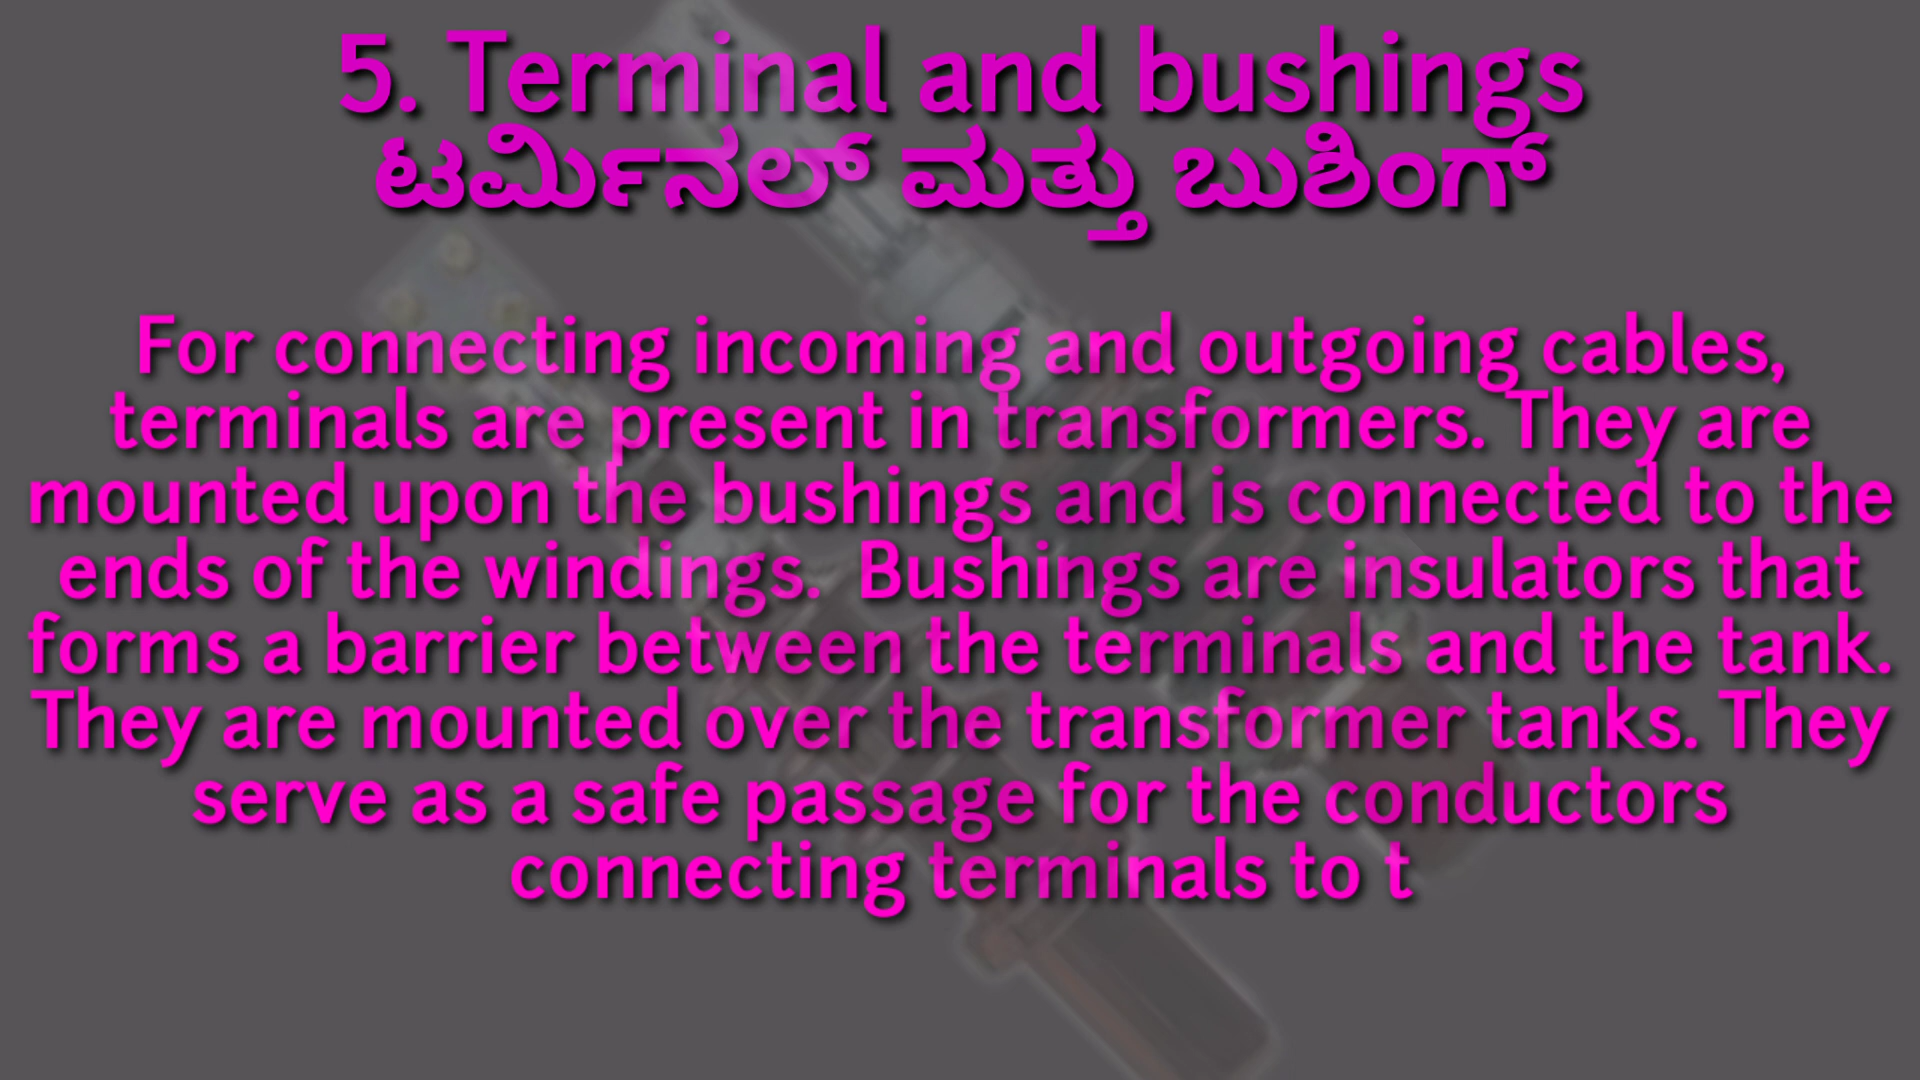 5. Terminal and bushings
ಟರ್ಮಿನಲ್ ಮತ್ತು ಬುಶಿಂಗ್
For connecting incoming and outgoing cables,
terminals are present in transformers. They are
mounted upon the bushings and is connected to the
ends of the windings. Bushings are insulators that
forms a barrier between the terminals and the tank.
They are mounted over the transformer tanks. They
serve as a safe passage for the conductors
connecting terminals to t